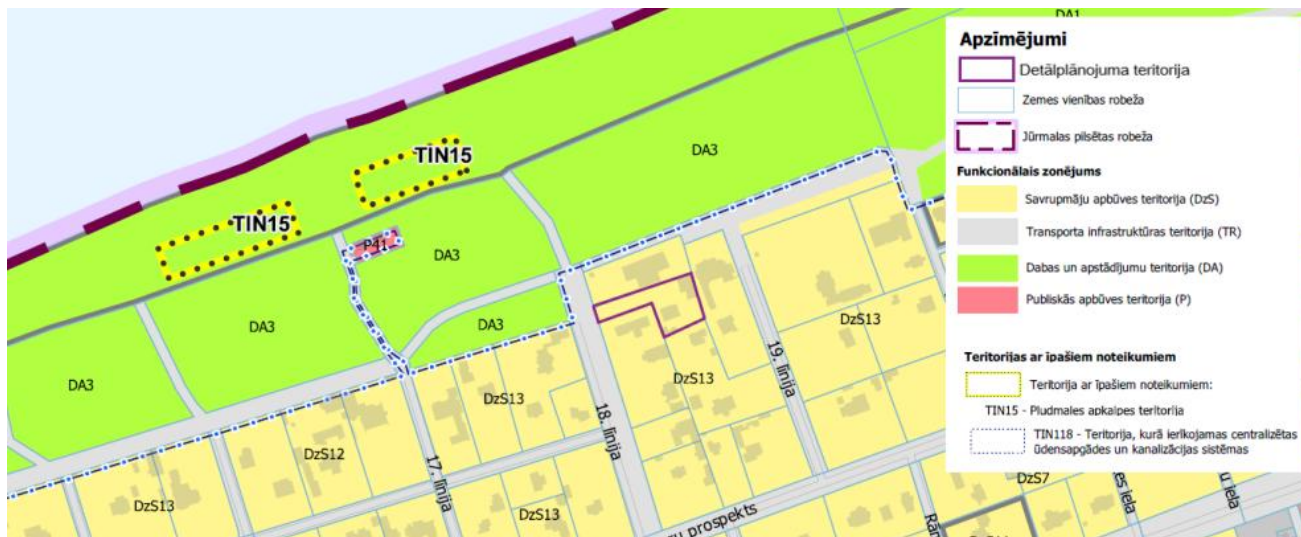 DA1
Apzīmējumi
Detālplānojuma teritorija
Zemes vienības robeža
Jūrmalas pilsētas robeža
Funkcionālais zonējums
Savrupmāju apbūves teritorija (DzS)
Transporta infrastruktūras teritorija (TR)
Dabas un apstādījumu teritorija (DA)
Publiskās apbūves teritorija (P)
Teritorijas ar īpašiem noteikumiem
Teritorija ar īpašiem noteikumiem:
TIN15 - Pludmales apkalpes teritorija
TIN118 - Teritorija, kurā ierīkojamas centralizētas
ūdensapgādes un kanalizācijas sistēmas
TIN15
DA3
TIN15
P41
DA3
DA3
DA3
DzS13
19. līnija
DA3
DzS13
DzS13
18. līnija
DzS12
17. līnija
DzS13
DzS13
DzS7
prospekts
iela
iela